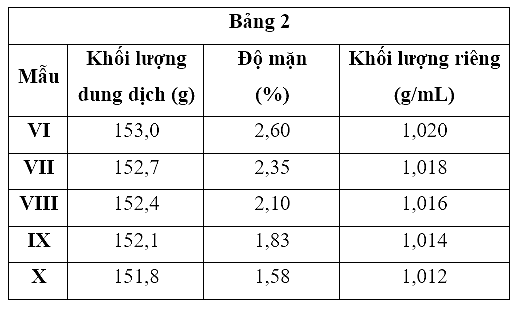 Bảng 2
Mẫu Khối lượng dung dịch (g) Độ mặn (%) Khối lượng riêng (g/mL)
VI 153,0 2,60 1,020
VII 152,7 2,35 1,018
VIII 152,4 2,10 1,016
IX 152,1 1,83 1,014
X 151,8 1,58 1,012